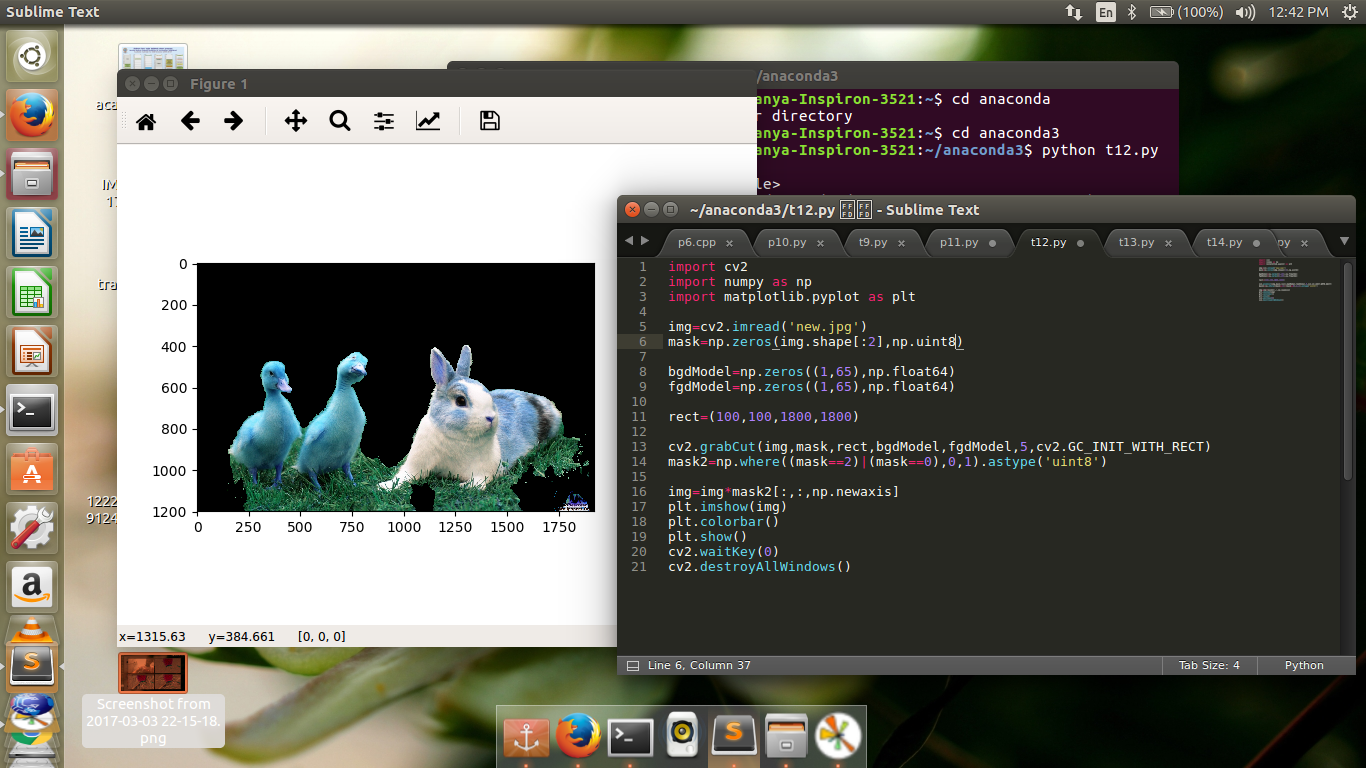 Sublime Text
En
(100%)
12:42 PM
Figure 1
/anaconda3
anya-Inspiron-3521:~$ cd anaconda
r directory
anya-Inspiron-3521:~$ cd anaconda3
anya-Inspiron-3521:~/anaconda3$ python t12.py
le>
aca
IM
17
tra
1222
9124
0
200
400
600
800
1000
1200
0 250 500 750 1000 1250 1500 1750
x=1315.63 y=384.661 [0, 0, 0]
~/anaconda3/t12.py FFFD FFFD - Sublime Text
p6.cpp × p10.py × t9.py × p11.py t12.py t13.py × t14.py py ×
1 import cv2
2 import numpy as np
3 import matplotlib.pyplot as plt
4
5 img=cv2.imread('new.jpg')
6 mask=np.zeros(img.shape[:2],np.uint8)
7
8 bgdModel=np.zeros((1,65),np.float64)
9 fgdModel=np.zeros((1,65),np.float64)
10
11 rect=(100,100,1800,1800)
12
13 cv2.grabCut(img,mask,rect,bgdModel,fgdModel,5,cv2.GC_INIT_WITH_RECT)
14 mask2=np.where((mask==2)|(mask==0),0,1).astype('uint8')
15
16 img=img*mask2[:,:,np.newaxis]
17 plt.imshow(img)
18 plt.colorbar()
19 plt.show()
20 cv2.waitKey(0)
21 cv2.destroyAllWindows()
Line 6, Column 37
Tab Size: 4
Python
Screenshot from
2017-03-03 22-15-18.
png